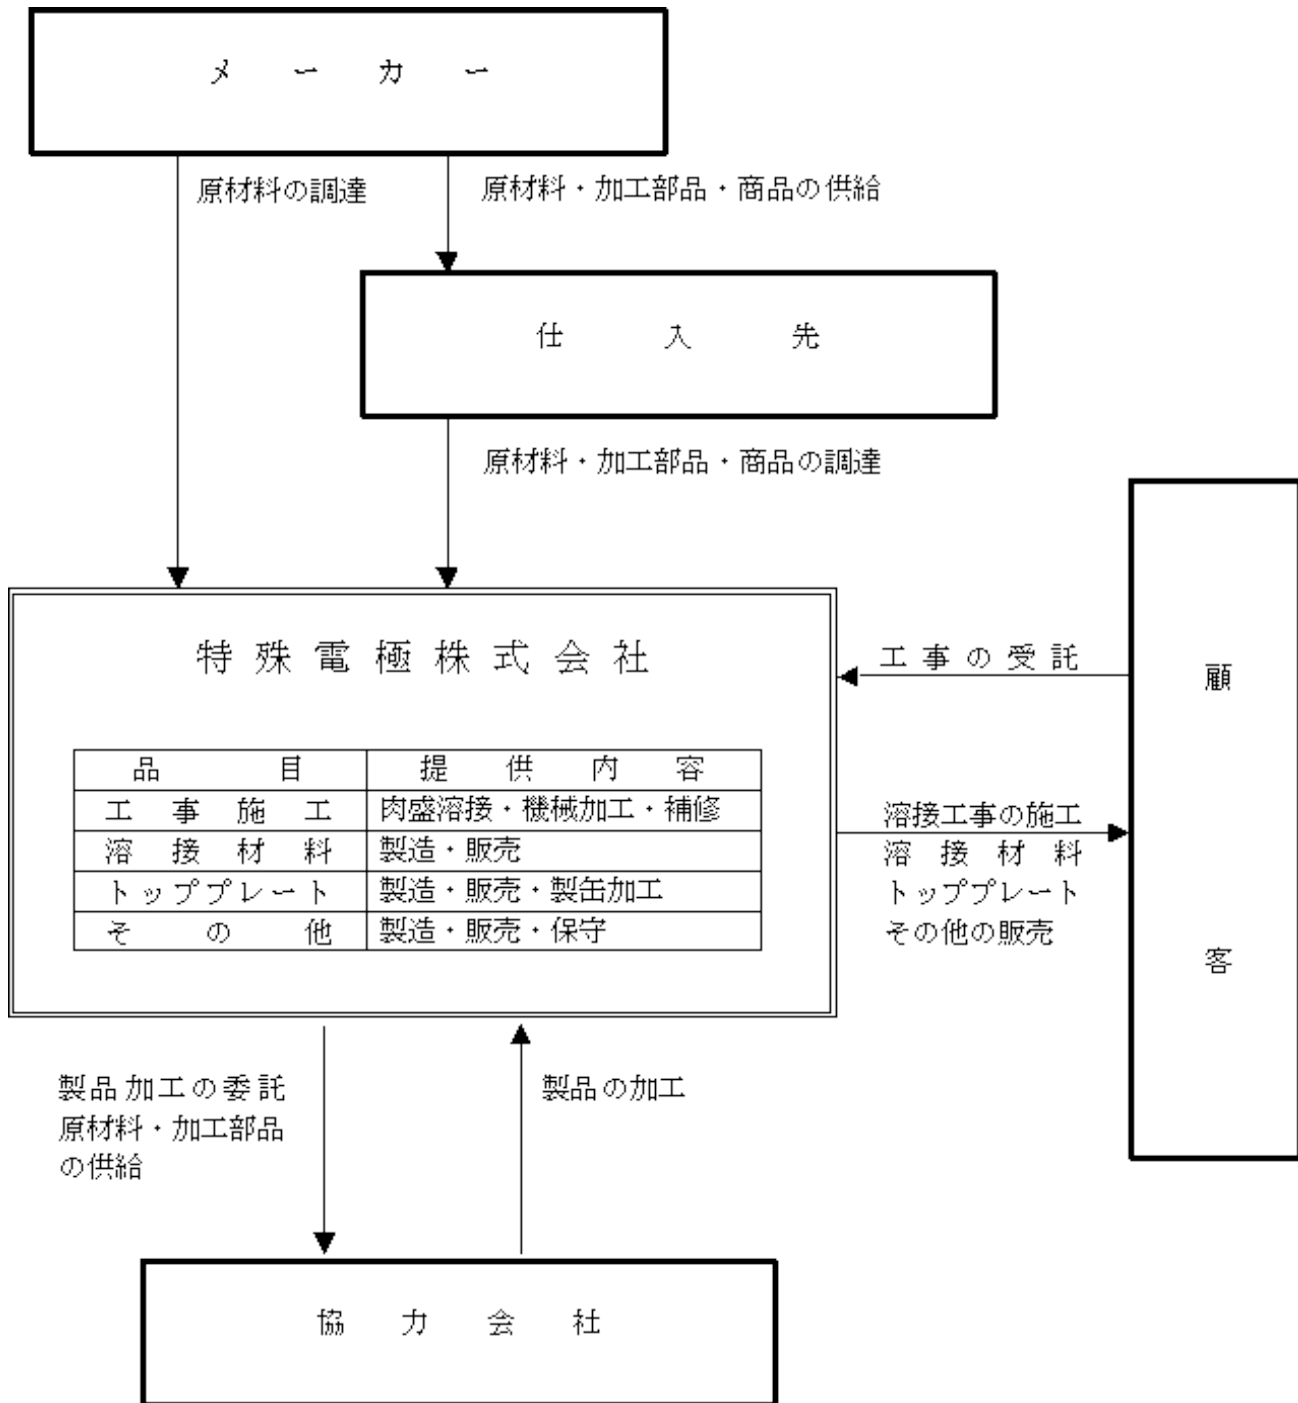 メーカー
原材料の調達
原材料・加工部品・商品の供給
仕入先
原材料・加工部品・商品の調達
特殊電極株式会社
品目 提供内容
工事施工 肉盛溶接・機械加工・補修
溶接材料 製造・販売
トッププレート 製造・販売・製缶加工
その他 製造・販売・保守
工事の受託
溶接工事の施工
溶接材料
トッププレート
その他の販売
顧客
製品加工の委託
原材料・加工部品
の供給
製品の加工
協力会社